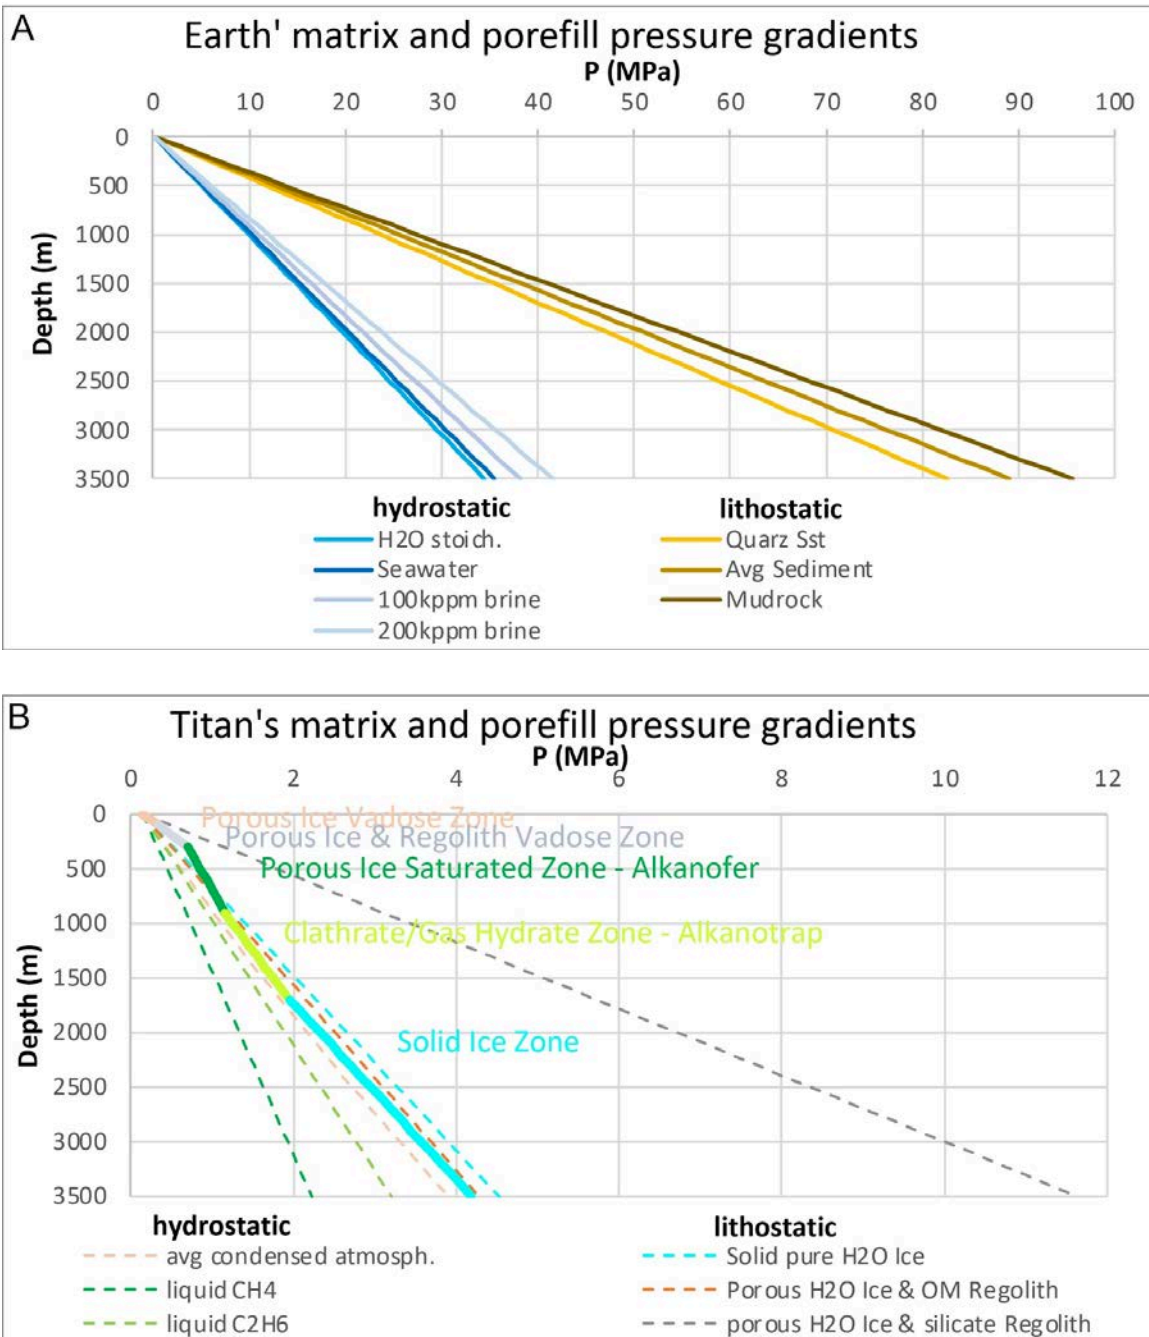 A
Earth' matrix and porefill pressure gradients
P (MPa)
0 10 20 30 40 50 60 70 80 90 100
Depth (m)
0
500
1000
1500
2000
2500
3000
3500
hydrostatic
H2O stoich.
Seawater
100kppm brine
200kppm brine
lithostatic
Quarz Sst
Avg Sediment
Mudrock
B
Titan's matrix and porefill pressure gradients
P (MPa)
0 2 4 6 8 10 12
Depth (m)
0
500
1000
1500
2000
2500
3000
3500
Porous Ice Vadose Zone
Porous Ice & Regolith Vadose Zone
Porous Ice Saturated Zone - Alkanofer
Clathrate/Gas Hydrate Zone - Alkanotrap
Solid Ice Zone
hydrostatic
avg condensed atmosph.
liquid CH4
liquid C2H6
lithostatic
Solid pure H2O Ice
Porous H2O Ice & OM Regolith
porous H2O Ice & silicate Regolith